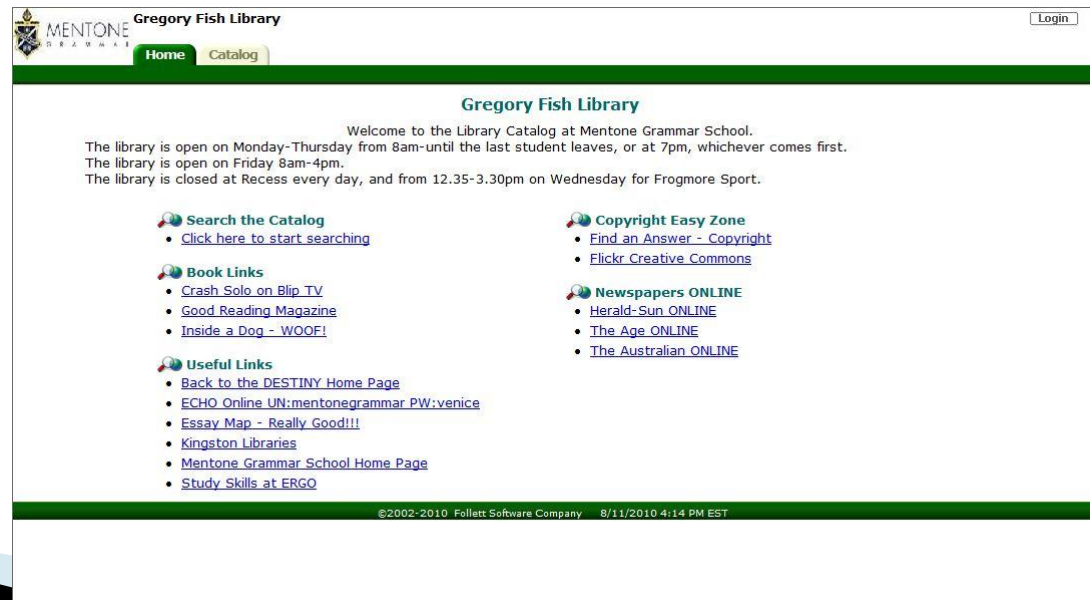 MENTONE
GRAMMAR
Gregory Fish Library
Login
Home
Catalog
Gregory Fish Library
Welcome to the Library Catalog at Mentone Grammar School.
The library is open on Monday-Thursday from 8am-until the last student leaves, or at 7pm, whichever comes first.
The library is open on Friday 8am-4pm.
The library is closed at Recess every day, and from 12.35-3.30pm on Wednesday for Frogmore Sport.
Search the Catalog
• Click here to start searching
Book Links
• Crash Solo on Blip TV
• Good Reading Magazine
• Inside a Dog - WOOF!
Useful Links
• Back to the DESTINY Home Page
• ECHO Online UN:mentonegrammar PW:venice
• Essay Map - Really Good!!!
• Kingston Libraries
• Mentone Grammar School Home Page
• Study Skills at ERGO
Copyright Easy Zone
• Find an Answer - Copyright
• Flickr Creative Commons
Newspapers ONLINE
• Herald-Sun ONLINE
• The Age ONLINE
• The Australian ONLINE
©2002-2010 Follett Software Company 8/11/2010 4:14 PM EST